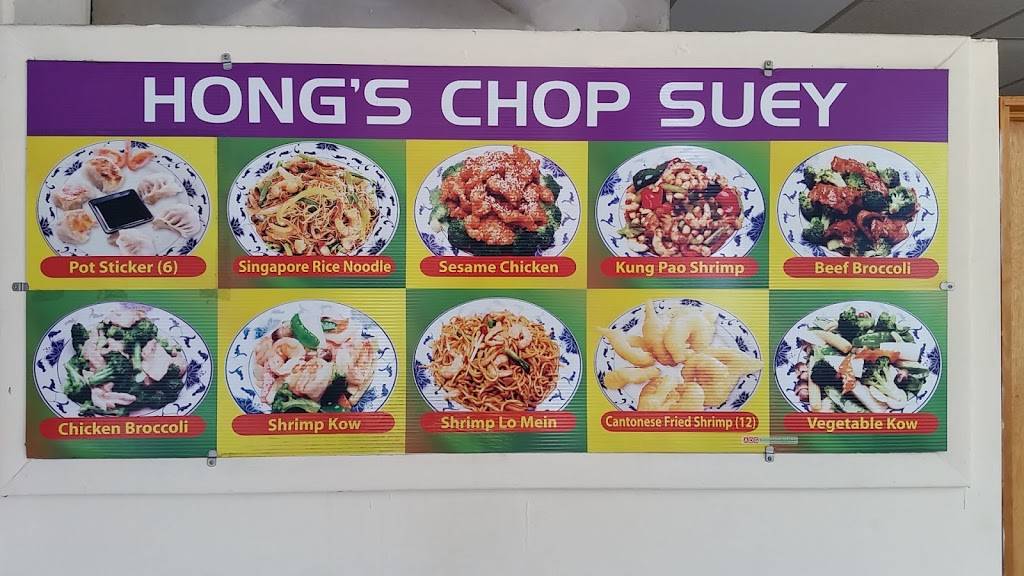 HONG'S CHOP SUEY
Pot Sticker (6)
Singapore Rice Noodle
Sesame Chicken
Kung Pao Shrimp
Beef Broccoli
Chicken Broccoli
Shrimp Kow
Shrimp Lo Mein
Cantonese Fried Shrimp (12)
Vegetable Kow
ADG